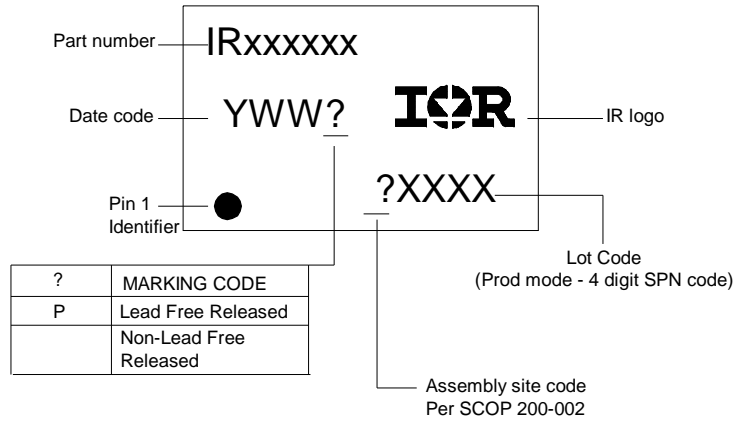 Part number
IRxxxxxx
Date code
YWW?
IOR
IR logo
?XXXX
Pin 1
Identifier
Lot Code
(Prod mode - 4 digit SPN code)
? MARKING CODE
P Lead Free Released
Non-Lead Free
Released
Assembly site code
Per SCOP 200-002